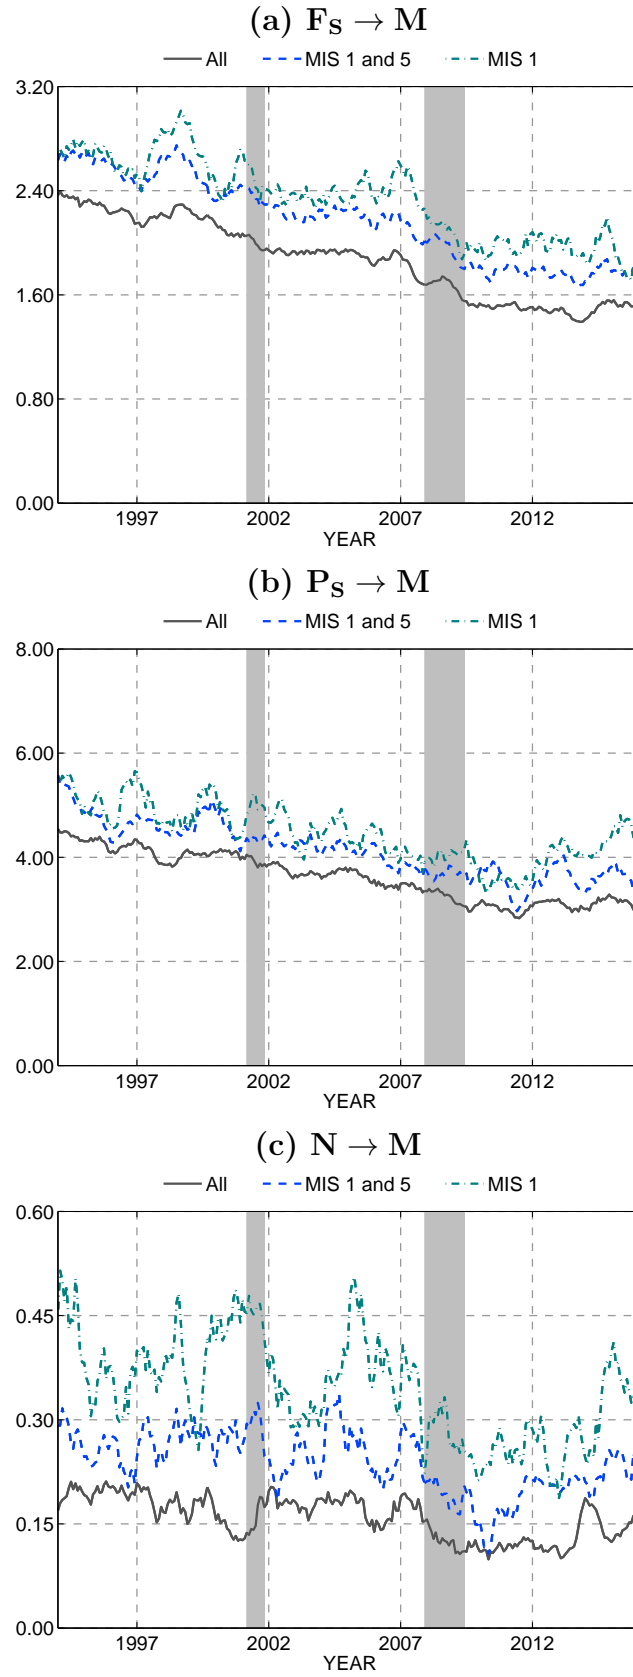 (a) F_S → M
All MIS 1 and 5 MIS 1
3.20
2.40
1.60
0.80
0.00
1997 2002 2007 2012
YEAR
(b) P_S → M
All MIS 1 and 5 MIS 1
8.00
6.00
4.00
2.00
0.00
1997 2002 2007 2012
YEAR
(c) N → M
All MIS 1 and 5 MIS 1
0.60
0.45
0.30
0.15
0.00
1997 2002 2007 2012
YEAR